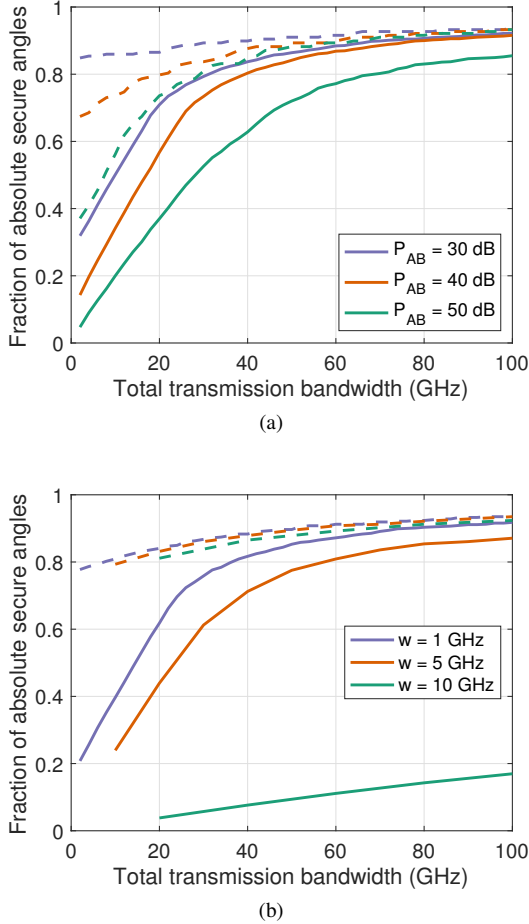 1
0.8
0.6
0.4
0.2
0
Fraction of absolute secure angles
P_AB = 30 dB
P_AB = 40 dB
P_AB = 50 dB
0 20 40 60 80 100
Total transmission bandwidth (GHz)
(a)
1
0.8
0.6
0.4
0.2
0
Fraction of absolute secure angles
w = 1 GHz
w = 5 GHz
w = 10 GHz
0 20 40 60 80 100
Total transmission bandwidth (GHz)
(b)